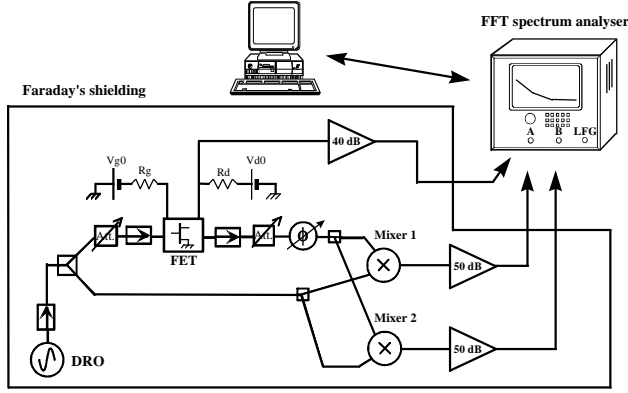 FFT spectrum analyser
Faraday's shielding
A B LFG
40 dB
Vg0
Rg
Rd
Vd0
Att.
Att.
ϕ
FET
Mixer 1
50 dB
Mixer 2
50 dB
DRO